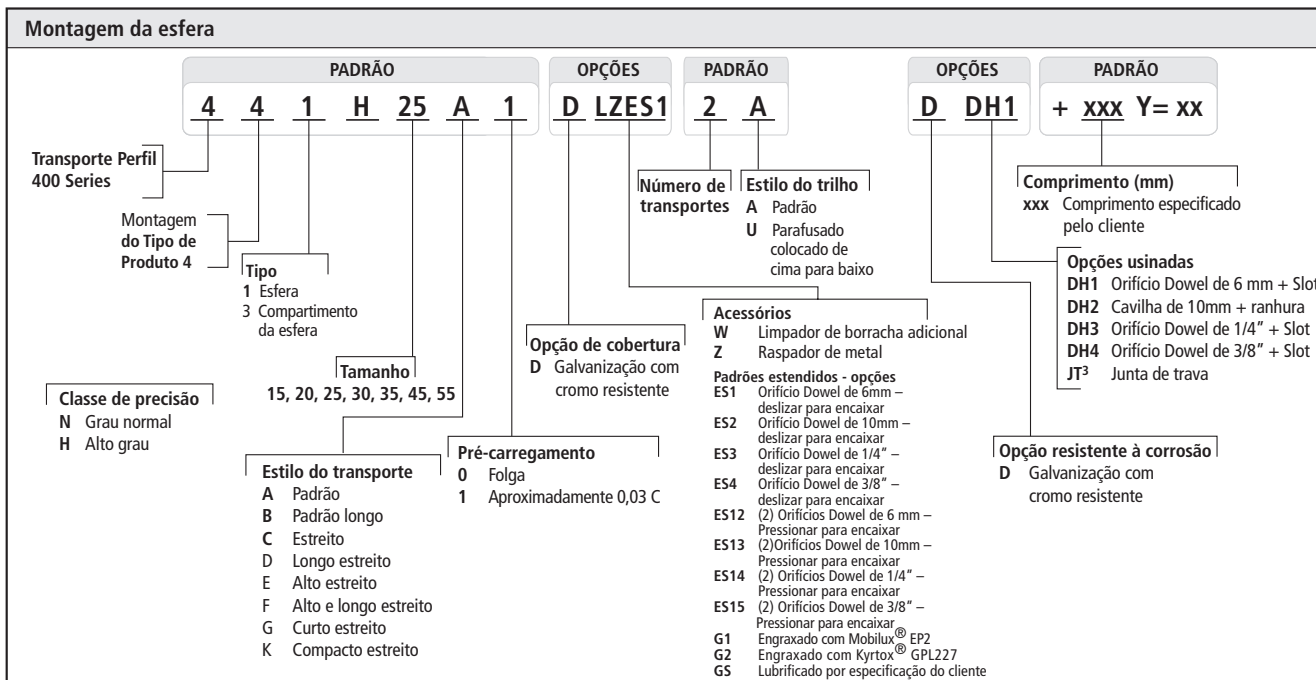 Montagem da esfera
PADRÃO
OPÇÕES
PADRÃO
OPÇÕES
PADRÃO
4 4 1 H 25 A 1
D LZES1
2 A
D DH1
+ xxx Y= xx
Transporte Perfil
400 Series
Montagem
do Tipo de
Produto 4
Tipo
1 Esfera
3 Compartimento
da esfera
Tamanho
15, 20, 25, 30, 35, 45, 55
Classe de precisão
N Grau normal
H Alto grau
Estilo do transporte
A Padrão
B Padrão longo
C Estreito
D Longo estreito
E Alto estreito
F Alto e longo estreito
G Curto estreito
K Compacto estreito
Pré-carregamento
0 Folga
1 Aproximadamente 0,03 C
Opção de cobertura
D Galvanização com
cromo resistente
Número de
transportes
Estilo do trilho
A Padrão
U Parafusado
colocado de
cima para baixo
Acessórios
W Limpador de borracha adicional
Z Raspador de metal
Padrões estendidos - opções
ES1 Orifício Dowel de 6mm –
deslizar para encaixar
ES2 Orifício Dowel de 10mm –
deslizar para encaixar
ES3 Orifício Dowel de 1/4” –
deslizar para encaixar
ES4 Orifício Dowel de 3/8” –
deslizar para encaixar
ES12 (2) Orifícios Dowel de 6 mm –
Pressionar para encaixar
ES13 (2)Orifícios Dowel de 10mm –
Pressionar para encaixar
ES14 (2) Orifícios Dowel de 1/4” –
Pressionar para encaixar
ES15 (2) Orifícios Dowel de 3/8” –
Pressionar para encaixar
G1 Engraxado com Mobilux® EP2
G2 Engraxado com Kyrtox® GPL227
GS Lubrificado por especificação do cliente
Comprimento (mm)
xxx Comprimento especificado
pelo cliente
Opções usinadas
DH1 Orifício Dowel de 6 mm + Slot
DH2 Cavilha de 10mm + ranhura
DH3 Orifício Dowel de 1/4” + Slot
DH4 Orifício Dowel de 3/8” + Slot
JT³ Junta de trava
Opção resistente à corrosão
D Galvanização com
cromo resistente